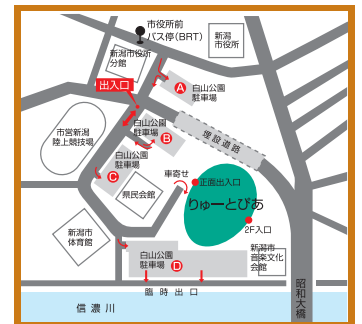 市役所前
バス停(BRT)
新潟
市役所
新潟市役所
分館
出入口
白山公園
駐車場
A
白山公園
駐車場
B
埋設道路
市営新潟
陸上競技場
白山公園
駐車場
C
車寄せ
正面出入口
県民会館
りゅーとぴあ
2F入口
新潟市
体育館
白山公園
駐車場
D
新潟市
音楽文化
会館
臨時出口
昭和大橋
信濃川